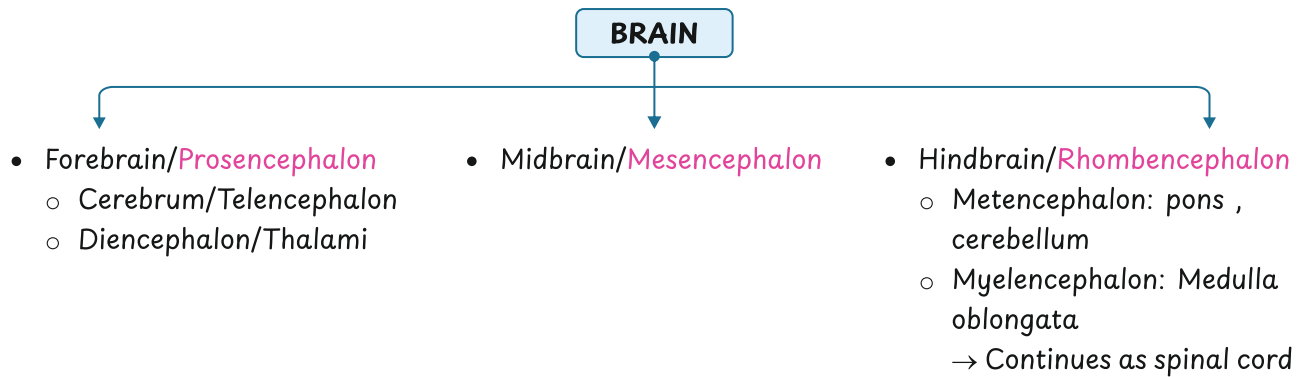 BRAIN
• Forebrain/Prosencephalon
○ Cerebrum/Telencephalon
○ Diencephalon/Thalami
• Midbrain/Mesencephalon
• Hindbrain/Rhombencephalon
○ Metencephalon: pons ,
cerebellum
○ Myelencephalon: Medulla
oblongata
→ Continues as spinal cord